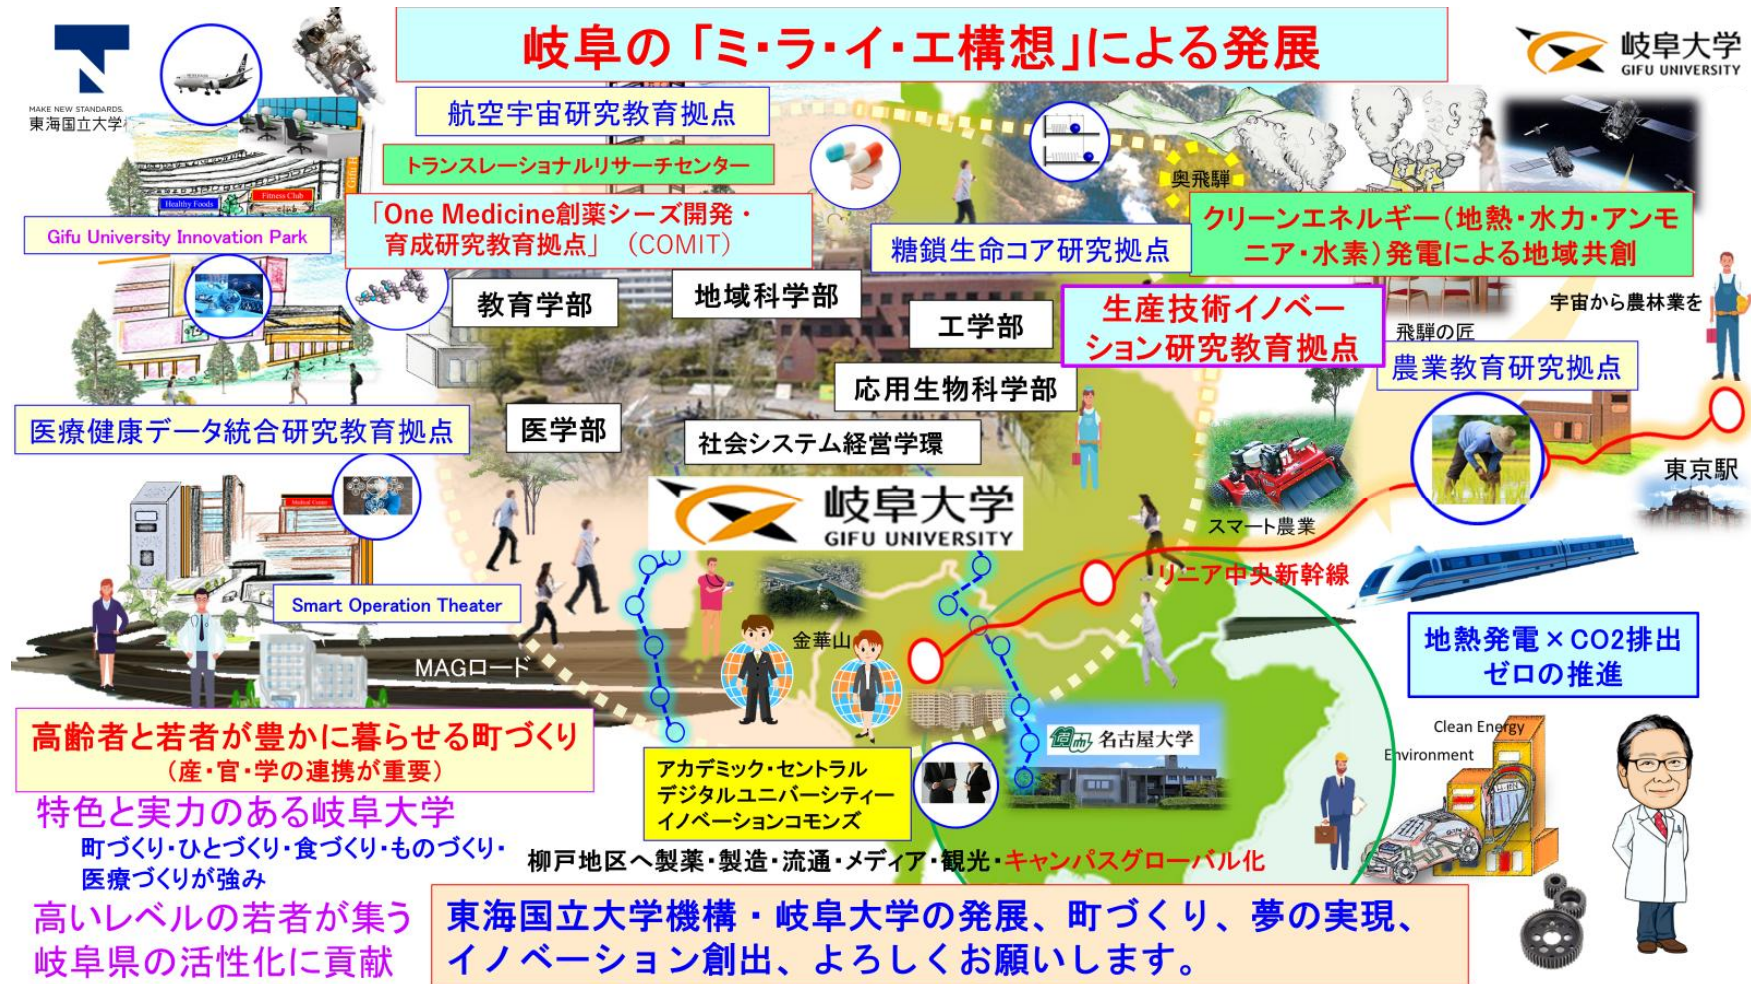 岐阜の「ミ・ラ・イ・エ構想」による発展
MAKE NEW STANDARDS.
東海国立大学
岐阜大学
GIFU UNIVERSITY
航空宇宙研究教育拠点
トランスレーショナルリサーチセンター
「One Medicine創薬シーズ開発・
育成研究教育拠点」（COMIT）
Healthy Foods
Fitness Club
Gifu University Innovation Park
奥飛騨
糖鎖生命コア研究拠点
クリーンエネルギー（地熱・水力・アンモ
ニア・水素）発電による地域共創
教育学部
地域科学部
工学部
生産技術イノベー
ション研究教育拠点
飛騨の匠
宇宙から農林業を
農業教育研究拠点
応用生物科学部
医療健康データ統合研究教育拠点
医学部
社会システム経営学環
東京駅
Medical Center
岐阜大学
GIFU UNIVERSITY
スマート農業
リニア中央新幹線
Smart Operation Theater
金華山
MAGロード
地熱発電×CO2排出
ゼロの推進
高齢者と若者が豊かに暮らせる町づくり
（産・官・学の連携が重要）
名古屋大学
Clean Energy
Environment
アカデミック・セントラル
デジタルユニバーシティー
イノベーションコモンズ
特色と実力のある岐阜大学
町づくり・ひとづくり・食づくり・ものづくり・
医療づくりが強み
柳戸地区へ製薬・製造・流通・メディア・観光・キャンパスグローバル化
高いレベルの若者が集う
岐阜県の活性化に貢献
東海国立大学機構・岐阜大学の発展、町づくり、夢の実現、
イノベーション創出、よろしくお願いします。